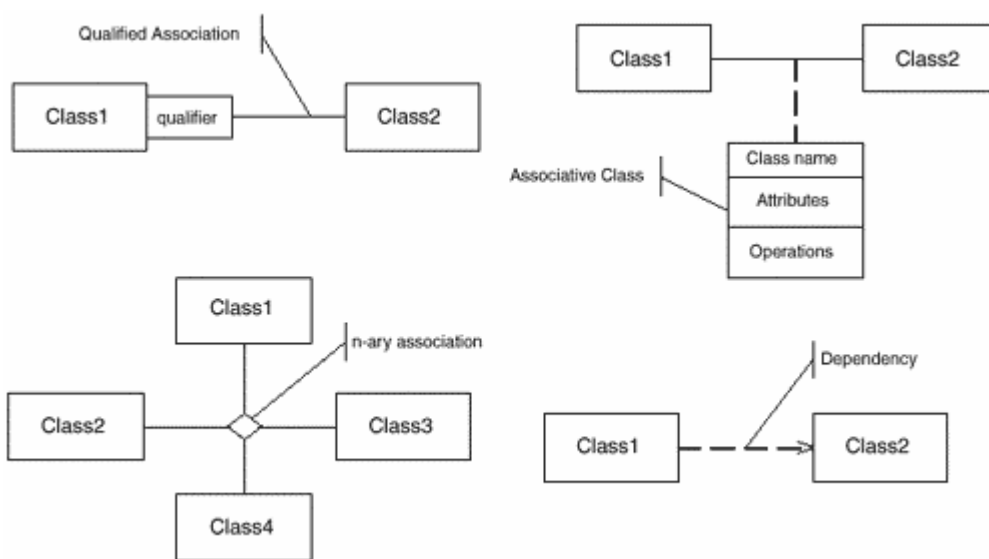 Qualified Association
Class1
qualifier
Class2
Class1
Class2
Associative Class
Class name
Attributes
Operations
Class1
n-ary association
Class2
Class3
Class4
Dependency
Class1
Class2